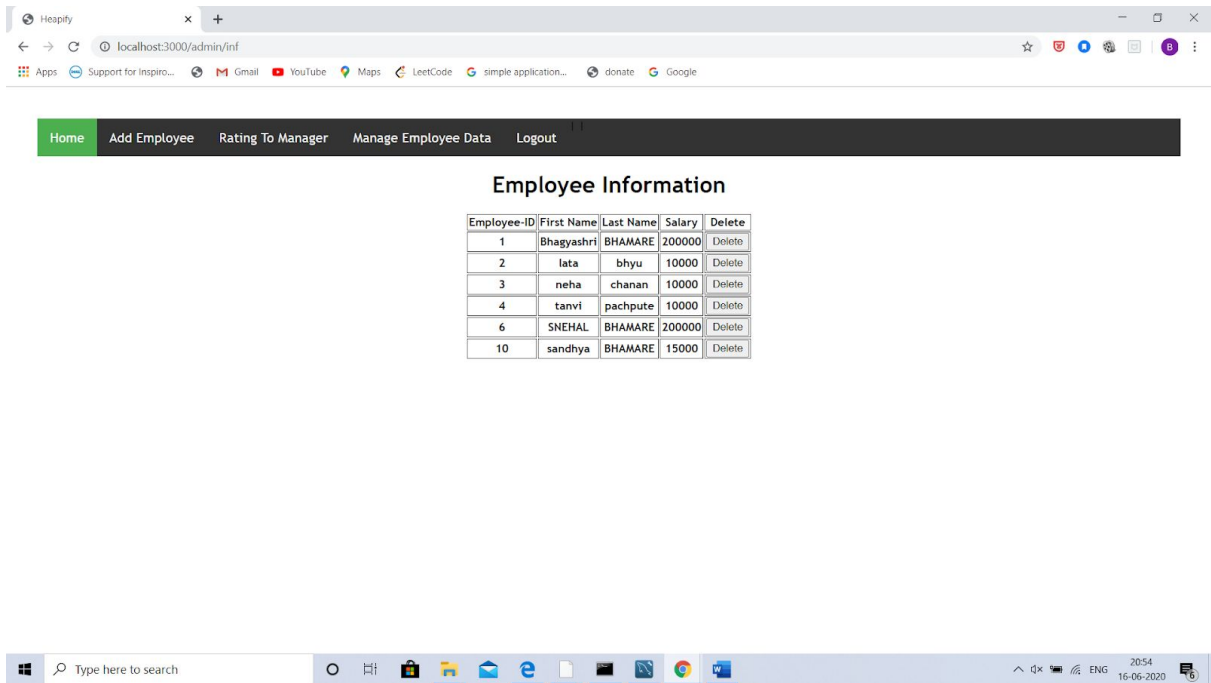 Heapify
localhost:3000/admin/inf
B
Apps Support for Inspiro... Gmail YouTube Maps LeetCode simple application... donate Google
Home Add Employee Rating To Manager Manage Employee Data Logout
Employee Information
Employee-ID First Name Last Name Salary Delete
1 Bhagyashri BHAMARE 200000 Delete
2 lata bhyu 10000 Delete
3 neha chanan 10000 Delete
4 tanvi pachpute 10000 Delete
6 SNEHAL BHAMARE 200000 Delete
10 sandhya BHAMARE 15000 Delete
Type here to search
ENG
20:54
16-06-2020
6